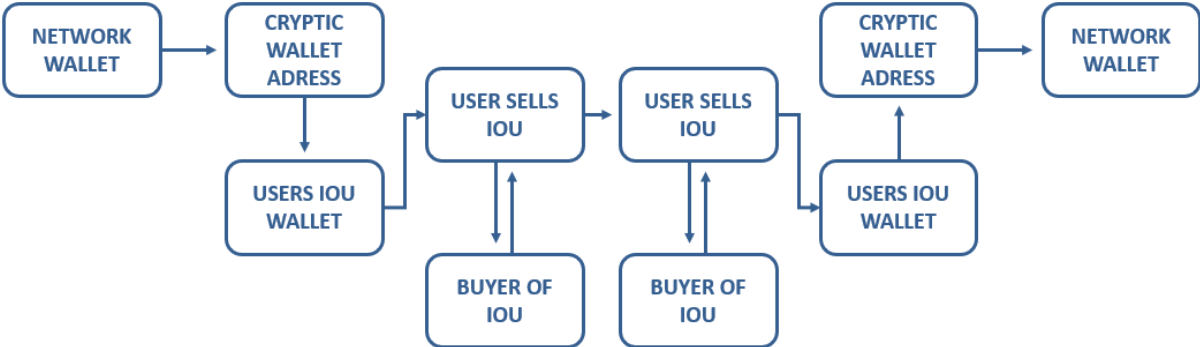 NETWORK
WALLET
CRYPTIC
WALLET
ADRESS
USERS IOU
WALLET
USER SELLS
IOU
BUYER OF
IOU
USER SELLS
IOU
BUYER OF
IOU
USERS IOU
WALLET
CRYPTIC
WALLET
ADRESS
NETWORK
WALLET